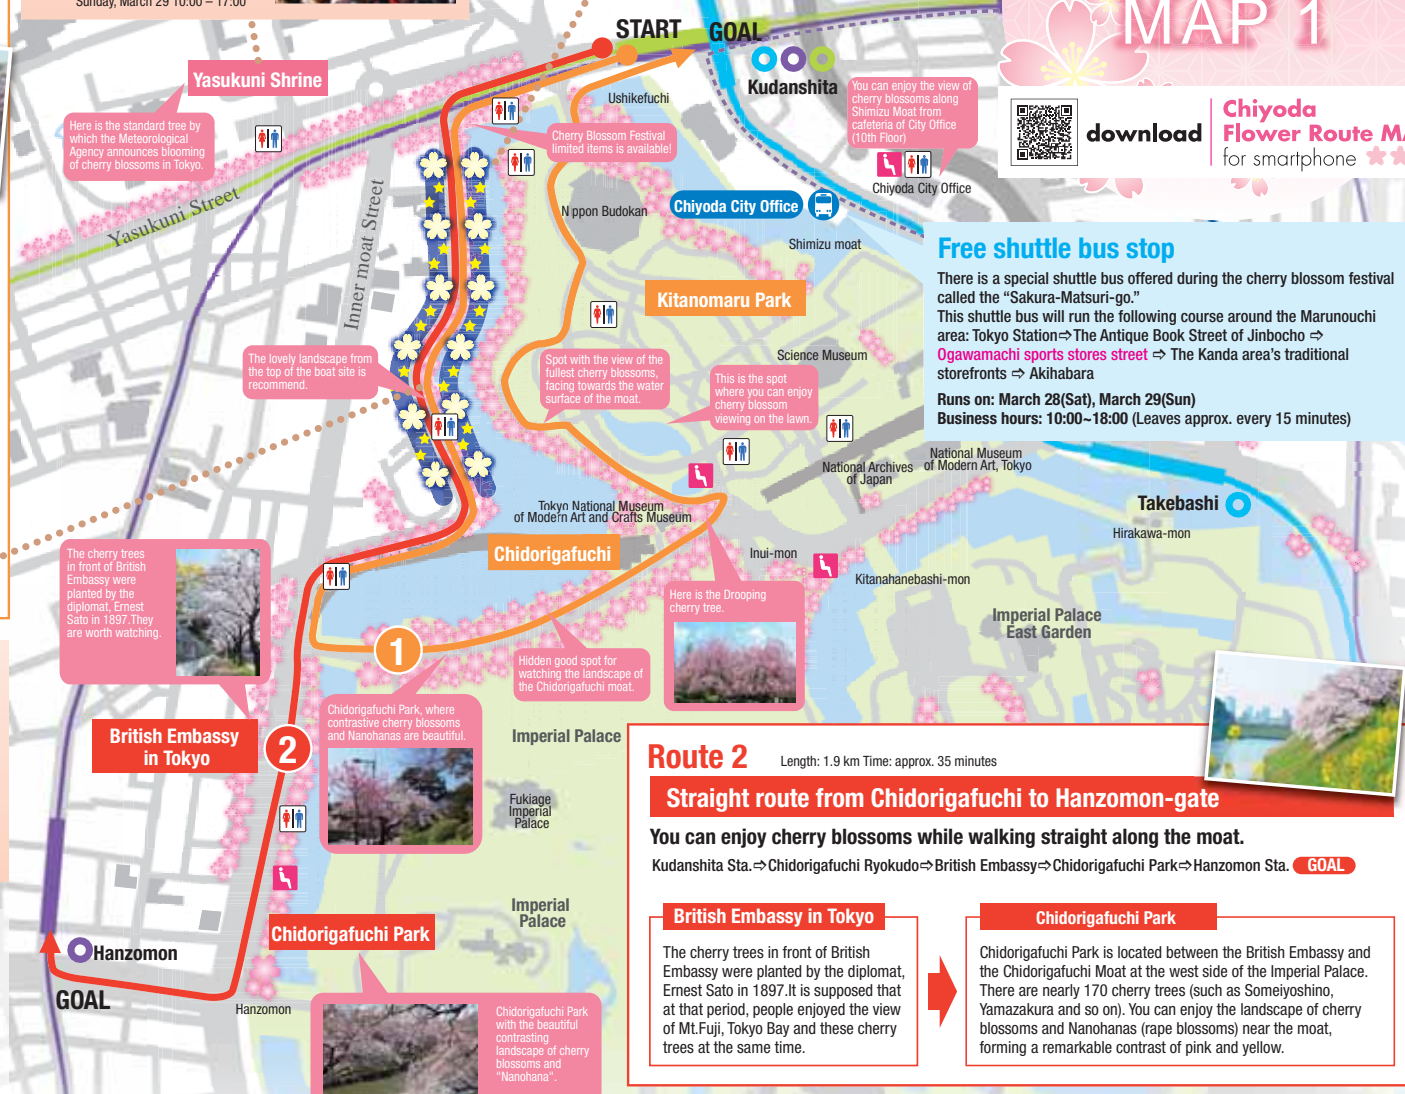 Sunday, March 29 10:00 – 17:00
START
GOAL
MAP 1
Kudanshita
download
Chiyoda
Flower Route MA
for smartphone
Yasukuni Shrine
Here is the standard tree by
which the Meteorological
Agency announces blooming
of cherry blossoms in Tokyo.
Ushikefuchi
Cherry Blossom Festival
limited items is available!
You can enjoy the view of
cherry blossoms along
Shimizu Moat from
cafeteria of City Office
(10th Floor)
Chiyoda City Office
Yasukuni Street
Inner moat Street
Nippon Budokan
Chiyoda City Office
Shimizu moat
Kitanomaru Park
Free shuttle bus stop
There is a special shuttle bus offered during the cherry blossom festival
called the “Sakura-Matsuri-go.”
This shuttle bus will run the following course around the Marunouchi
area: Tokyo Station⇨The Antique Book Street of Jinbocho ⇨
Ogawamachi sports stores street ⇨ The Kanda area’s traditional
storefronts ⇨ Akihabara
Runs on: March 28(Sat), March 29(Sun)
Business hours: 10:00~18:00 (Leaves approx. every 15 minutes)
The lovely landscape from
the top of the boat site is
recommend.
Spot with the view of the
fullest cherry blossoms,
facing towards the water
surface of the moat.
Science Museum
This is the spot
where you can enjoy
cherry blossom
viewing on the lawn.
National Archives
of Japan
National Museum
of Modern Art, Tokyo
Takebashi
Hirakawa-mon
Tokyo National Museum
of Modern Art and Crafts Museum
Chidorigafuchi
Inui-mon
Kitanahanebashi-mon
The cherry trees
in front of British
Embassy were
planted by the
diplomat, Ernest
Sato in 1897.They
are worth watching.
Here is the Drooping
cherry tree.
Imperial Palace
East Garden
1
Hidden good spot for
watching the landscape of
the Chidorigafuchi moat.
Chidorigafuchi Park, where
contrastive cherry blossoms
and Nanohanas are beautiful.
British Embassy
in Tokyo
2
Imperial Palace
Fukiage
Imperial
Palace
Imperial
Palace
Chidorigafuchi Park
Hanzomon
GOAL
Hanzomon
Chidorigafuchi Park
with the beautiful
contrasting
landscape of cherry
blossoms and
"Nanohana".
Route 2
Length: 1.9 km Time: approx. 35 minutes
Straight route from Chidorigafuchi to Hanzomon-gate
You can enjoy cherry blossoms while walking straight along the moat.
Kudanshita Sta.⇨Chidorigafuchi Ryokudo⇨British Embassy⇨Chidorigafuchi Park⇨Hanzomon Sta. GOAL
British Embassy in Tokyo
The cherry trees in front of British
Embassy were planted by the diplomat,
Ernest Sato in 1897.It is supposed that
at that period, people enjoyed the view
of Mt.Fuji, Tokyo Bay and these cherry
trees at the same time.
Chidorigafuchi Park
Chidorigafuchi Park is located between the British Embassy and
the Chidorigafuchi Moat at the west side of the Imperial Palace.
There are nearly 170 cherry trees (such as Someiyoshino,
Yamazakura and so on). You can enjoy the landscape of cherry
blossoms and Nanohanas (rape blossoms) near the moat,
forming a remarkable contrast of pink and yellow.